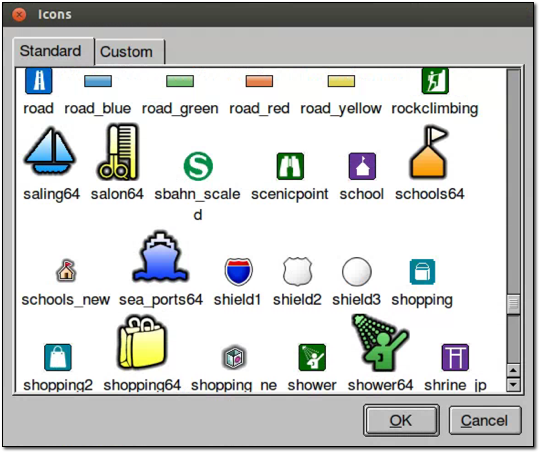 Icons
Standard Custom
road road_blue road_green road_red road_yellow rockclimbing
saling64 salon64 sbahn_scale scenicpoint school schools64
d
schools_new sea_ports64 shield1 shield2 shield3 shopping
shopping2 shopping64 shopping_ne shower shower64 shrine_jp
OK Cancel